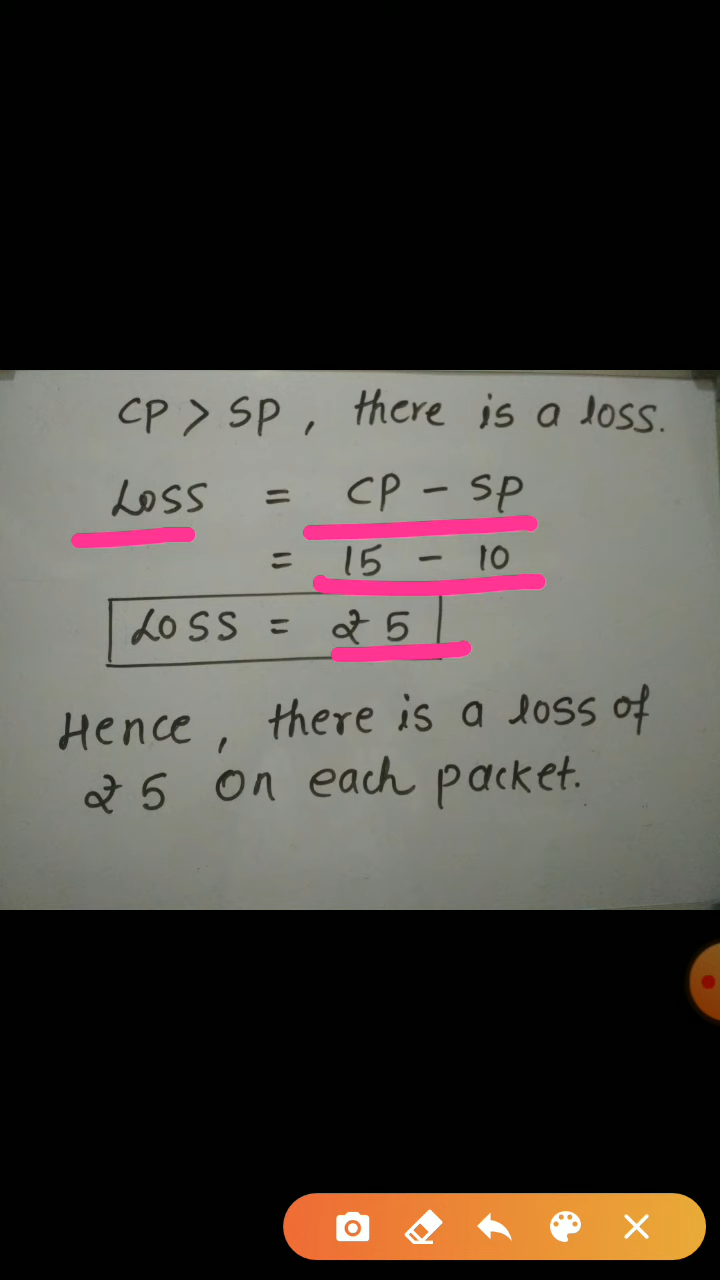 CP > SP , there is a loss.
Loss = CP - SP
= 15 - 10
LOSS = ₹ 5
Hence , there is a loss of
₹ 5 on each packet.